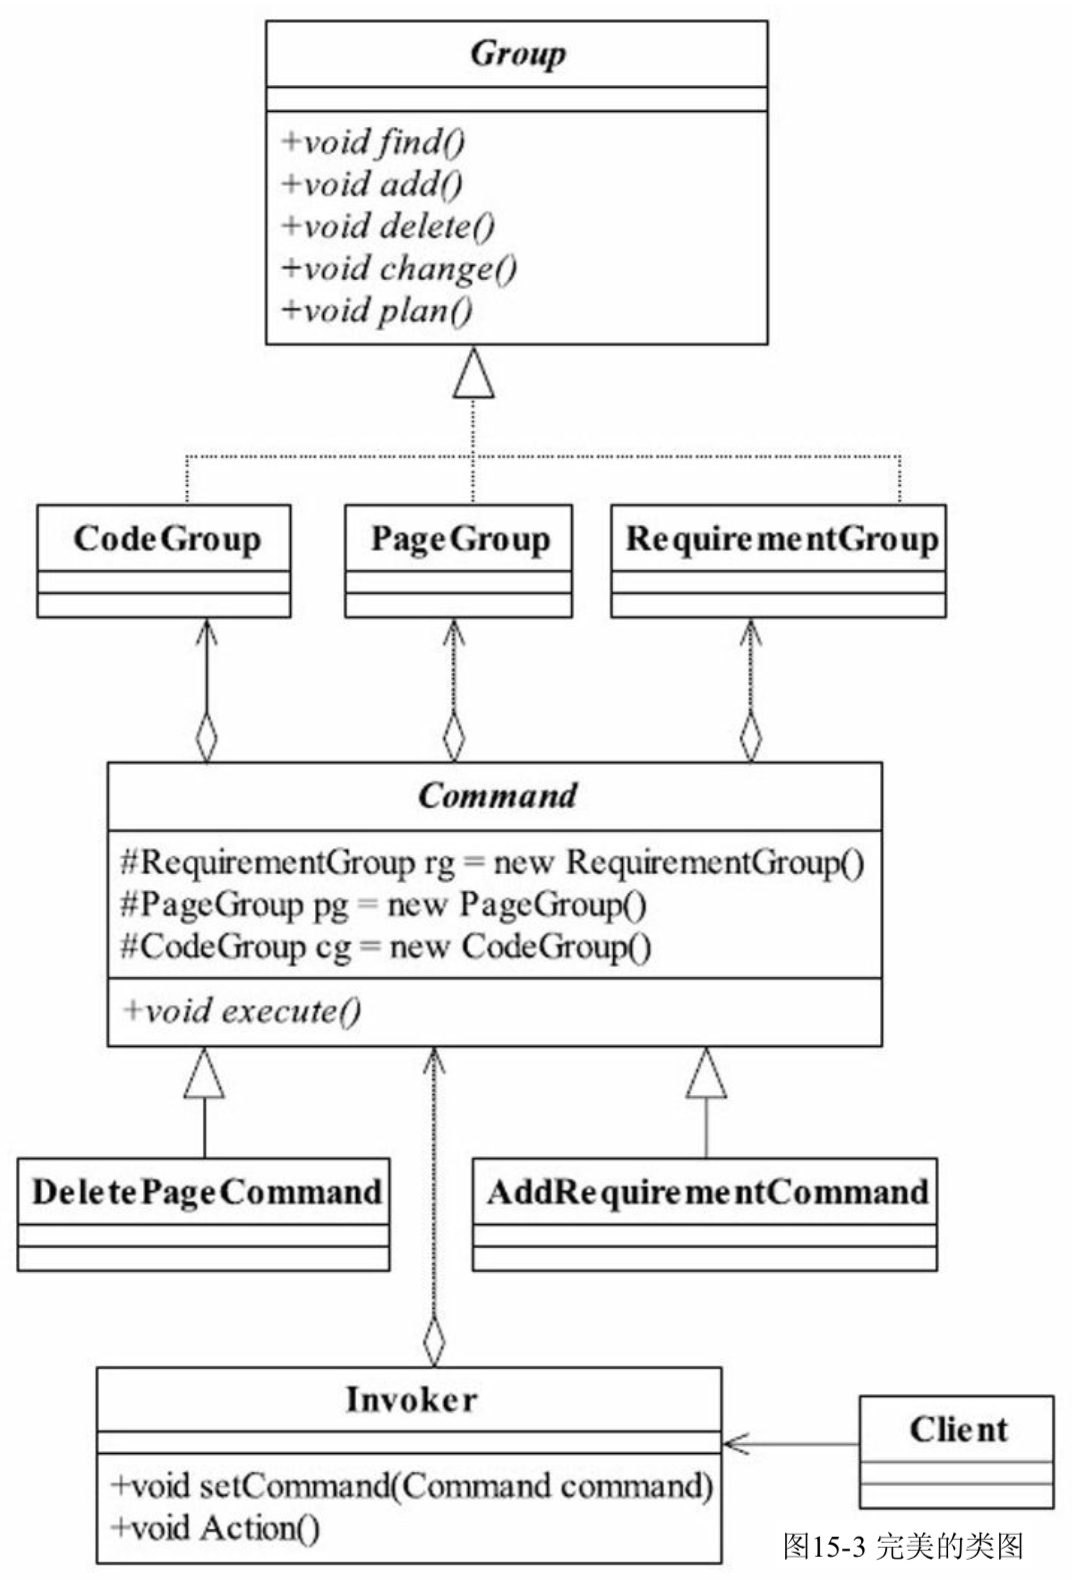 Group
+void find()
+void add()
+void delete()
+void change()
+void plan()
CodeGroup
PageGroup
RequirementGroup
Command
#RequirementGroup rg = new RequirementGroup()
#PageGroup pg = new PageGroup()
#CodeGroup cg = new CodeGroup()
+void execute()
DeletePageCommand
AddRequirementCommand
Invoker
+void setCommand(Command command)
+void Action()
Client
图15-3 完美的类图